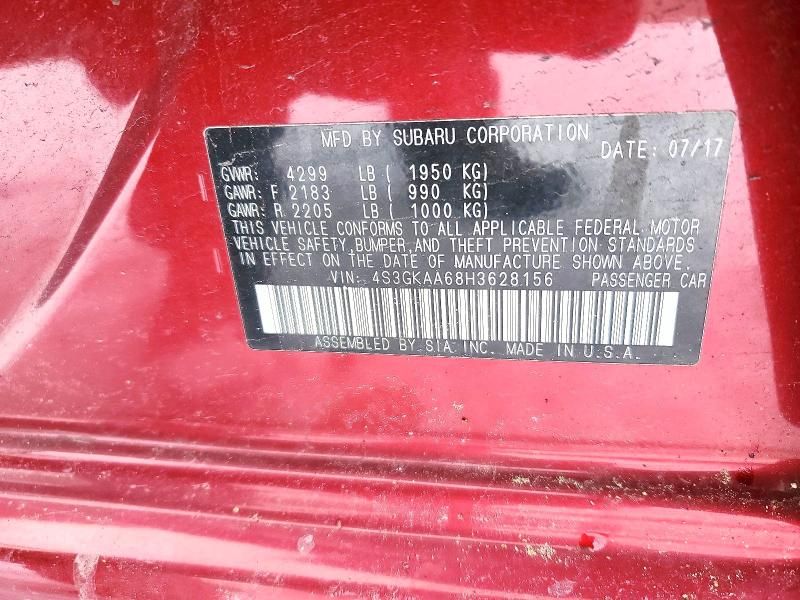 MFD BY SUBARU CORPORATION DATE: 07/17
GVWR: 4299 LB ( 1950 KG)
GAWR: F 2183 LB ( 990 KG)
GAWR: R 2205 LB ( 1000 KG)
THIS VEHICLE CONFORMS TO ALL APPLICABLE FEDERAL MOTOR
VEHICLE SAFETY, BUMPER, AND THEFT PREVENTION STANDARDS
IN EFFECT ON THE DATE OF MANUFACTURE SHOWN ABOVE.
VIN: 4S3GKAA68H3628156 PASSENGER CAR
ASSEMBLED BY S.I.A. INC. MADE IN U.S.A.